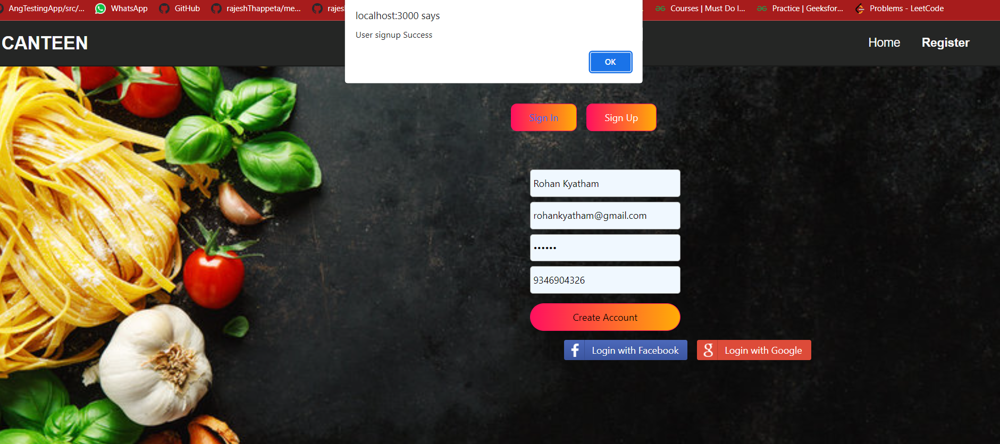 AngTestingApp/src/...
WhatsApp
GitHub
rajeshThappeta/me...
Courses | Must Do I...
Practice | Geeksfor...
Problems - LeetCode
localhost:3000 says
User signup Success
OK
CANTEEN
Home
Register
Sign In
Sign Up
Rohan Kyatham
rohankyatham@gmail.com
••••••
9346904326
Create Account
Login with Facebook
Login with Google